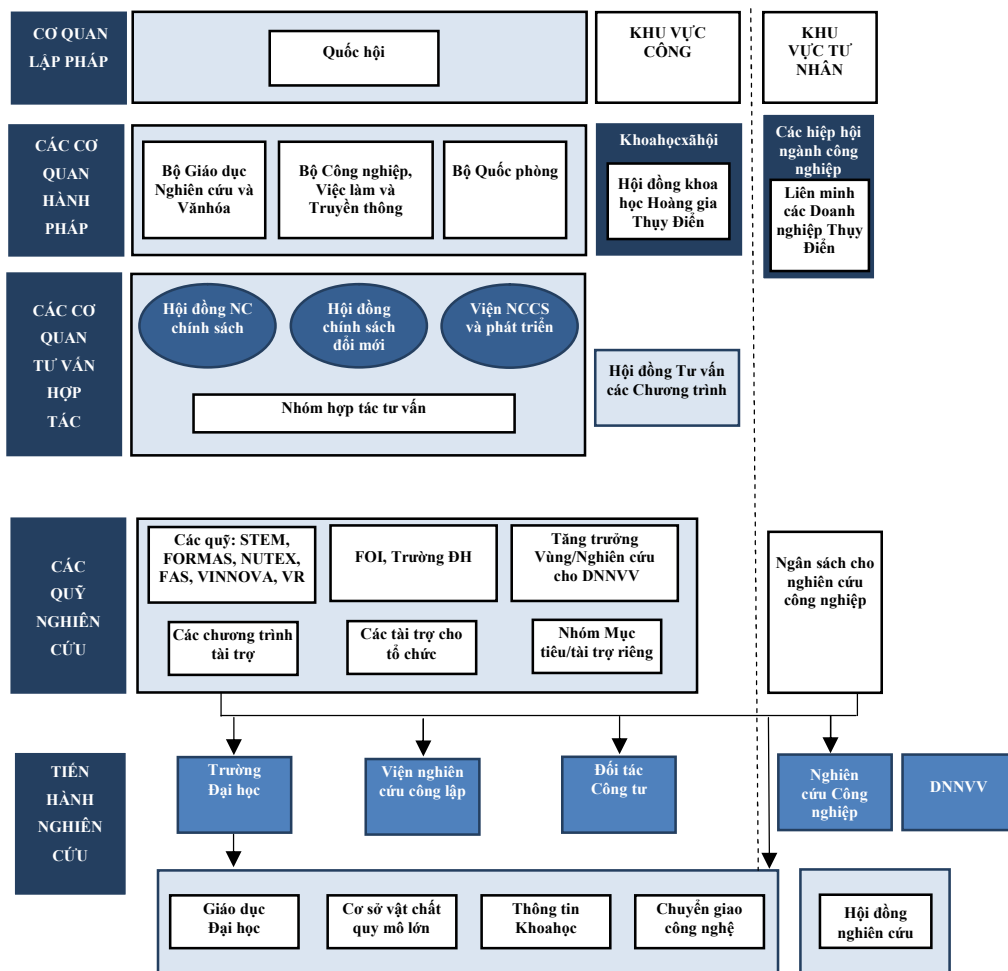 CƠ QUAN
LẬP PHÁP
Quốc hội
KHU VỰC
CÔNG
KHU
VỰC TƯ
NHÂN
CÁC CƠ
QUAN
HÀNH
PHÁP
Bộ Giáo dục
Nghiên cứu và
Vănhóa
Bộ Công nghiệp,
Việc làm và
Truyền thông
Bộ Quốc phòng
Khoahọcxãhội
Hội đồng khoa
học Hoàng gia
Thụy Điển
Các hiệp hội
ngành công
nghiệp
Liên minh
các Doanh
nghiệp Thụy
Điển
CÁC CƠ
QUAN
TƯ VẤN
HỢP
TÁC
Hội đồng NC
chính sách
Hội đồng
chính sách
đổi mới
Viện NCCS
và phát triển
Nhóm hợp tác tư vấn
Hội đồng Tư vấn
các Chương trình
CÁC
QUỸ
NGHIÊN
CỨU
Các quỹ: STEM,
FORMAS, NUTEX,
FAS, VINNOVA, VR
FOI, Trường ĐH
Tăng trưởng
Vùng/Nghiên cứu
cho DNNVV
Các chương trình
tài trợ
Các tài trợ cho
tổ chức
Nhóm Mục
tiêu/tài trợ riêng
Ngân sách cho
nghiên cứu
công nghiệp
TIẾN
HÀNH
NGHIÊN
CỨU
Trường
Đại học
Viện nghiên
cứu công lập
Đối tác
Công tư
Nghiên
cứu Công
nghiệp
DNNVV
Giáo dục
Đại học
Cơ sở vật chất
quy mô lớn
Thông tin
Khoahọc
Chuyển giao
công nghệ
Hội đồng
nghiên cứu